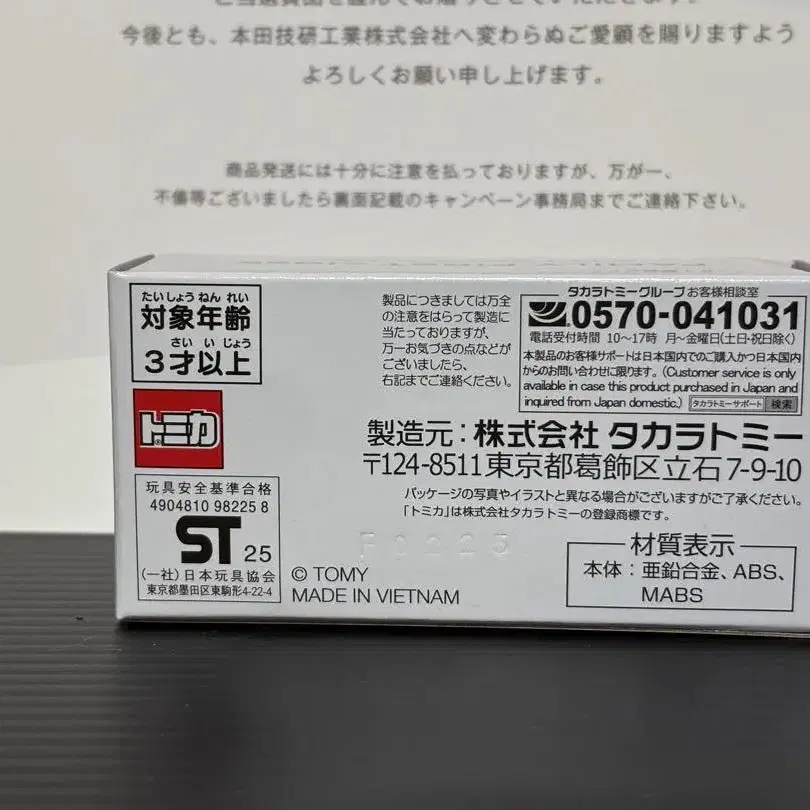 今後とも、本田技研工業株式会社へ変わらぬご愛顧を賜りますよう
よろしくお願い申し上げます。
商品発送には十分に注意を払っておりますが、万が一、
不備等ございましたら裏面記載のキャンペーン事務局までご連絡下さい。
たいしょうねんれい
対象年齢
さいいじょう
3才以上
トミカ®
玩具安全基準合格
4904810 98225 8
ST 25
(一社)日本玩具協会
東京都墨田区東駒形4-22-4
製品につきましては万全
の注意をはらって製造に
当たっておりますが、
万一お気づきの点などが
ございましたら、
右記までご連絡ください。
タカラトミーグループお客様相談室
0570-041031
電話受付時間 10〜17時 月〜金曜日(土日・祝日除く)
本製品のお客様サポートは日本国内でのご購入かつ日本国内
からのお問い合わせに限ります。(Customer service is only
available in case this product purchased in Japan and
inquired from Japan domestic.) タカラトミーサポート 検索
製造元:株式会社 タカラトミー
〒124-8511東京都葛飾区立石7-9-10
パッケージの写真やイラストと異なる場合がございますがご了承ください。
「トミカ」は株式会社タカラトミーの登録商標です。
© TOMY
MADE IN VIETNAM
材質表示
本体:亜鉛合金、ABS、
MABS